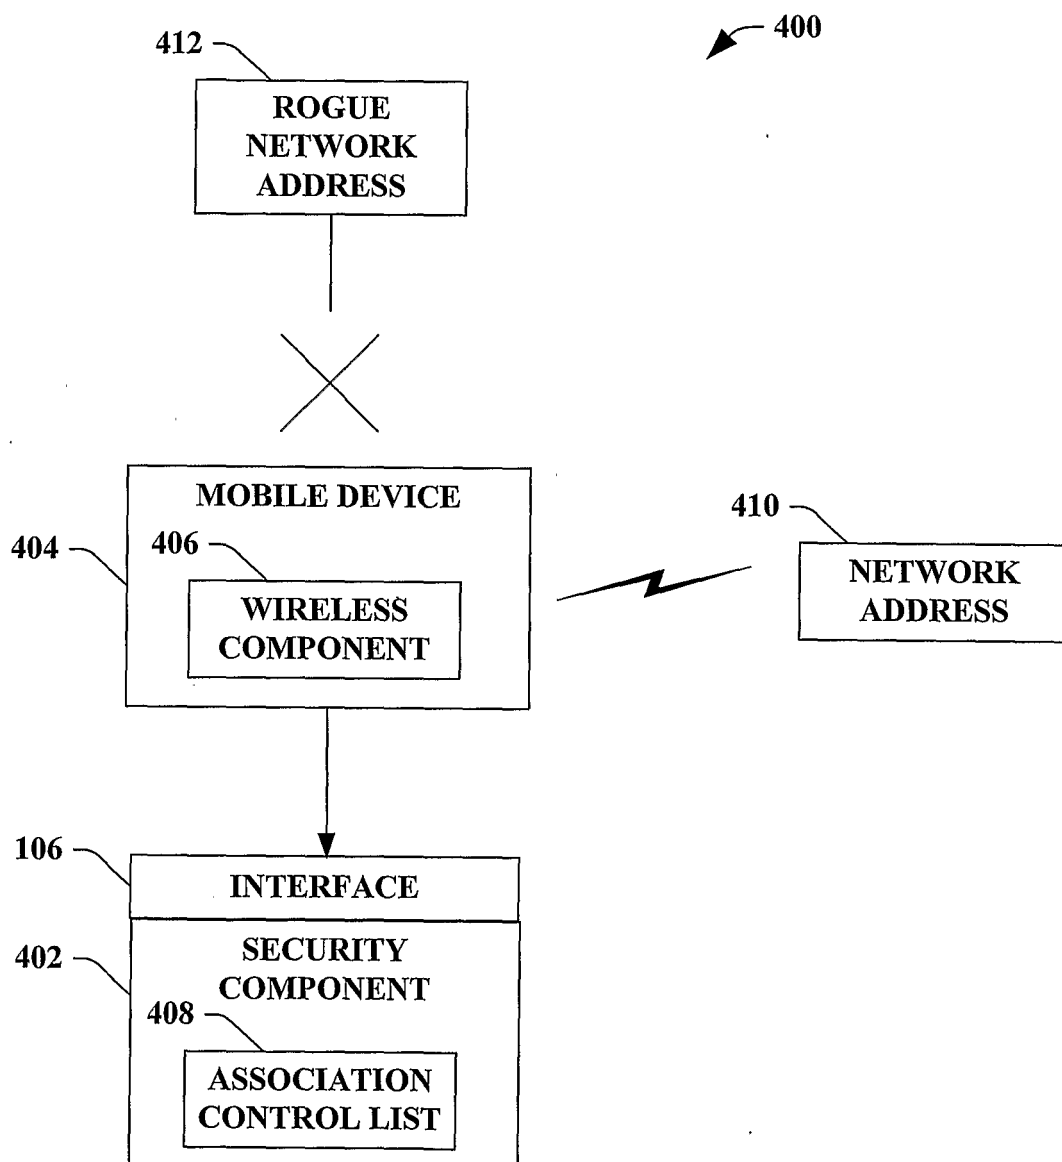 400
412
ROGUE
NETWORK
ADDRESS
MOBILE DEVICE
404
406
WIRELESS
COMPONENT
410
NETWORK
ADDRESS
106
INTERFACE
402
SECURITY
COMPONENT
408
ASSOCIATION
CONTROL LIST